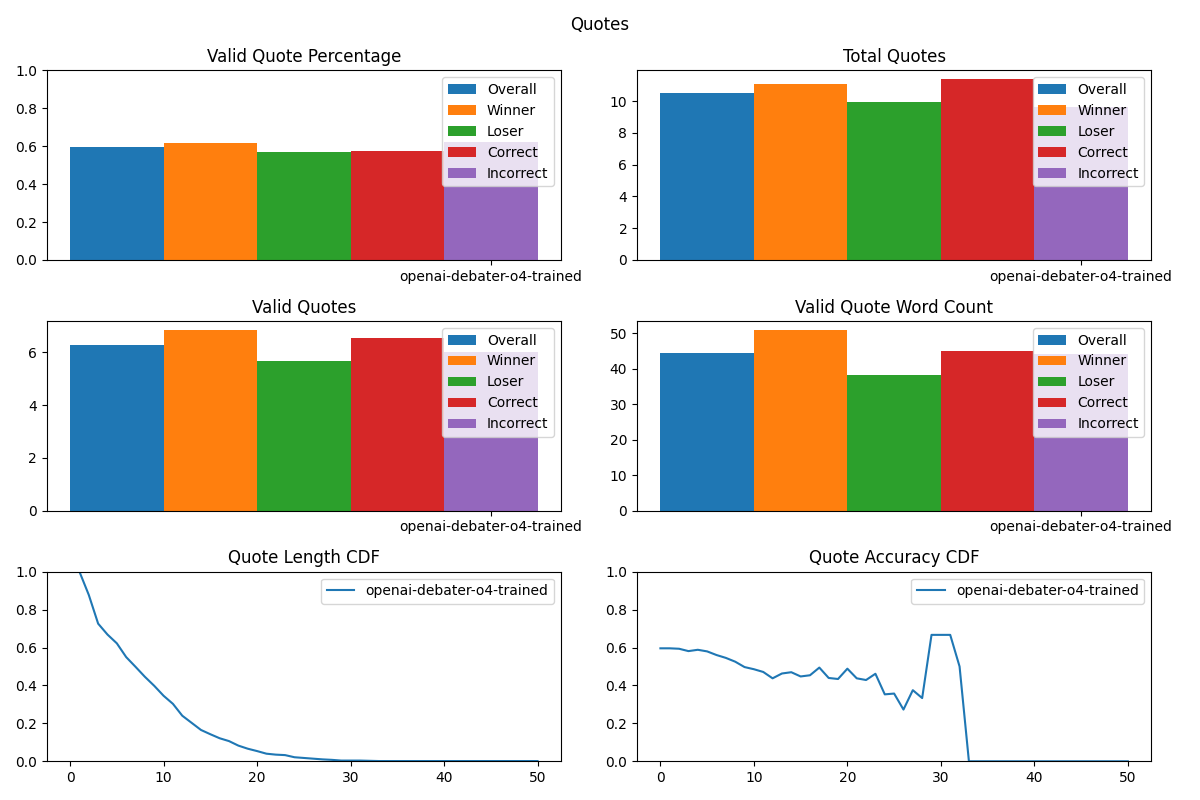 Quotes
Valid Quote Percentage
1.0
0.8
0.6
0.4
0.2
0.0
Overall
Winner
Loser
Correct
Incorrect
openai-debater-o4-trained
Total Quotes
10
8
6
4
2
0
Overall
Winner
Loser
Correct
Incorrect
openai-debater-o4-trained
Valid Quotes
6
4
2
0
Overall
Winner
Loser
Correct
Incorrect
openai-debater-o4-trained
Valid Quote Word Count
50
40
30
20
10
0
Overall
Winner
Loser
Correct
Incorrect
openai-debater-o4-trained
Quote Length CDF
1.0
0.8
0.6
0.4
0.2
0.0
openai-debater-o4-trained
0 10 20 30 40 50
Quote Accuracy CDF
1.0
0.8
0.6
0.4
0.2
0.0
openai-debater-o4-trained
0 10 20 30 40 50